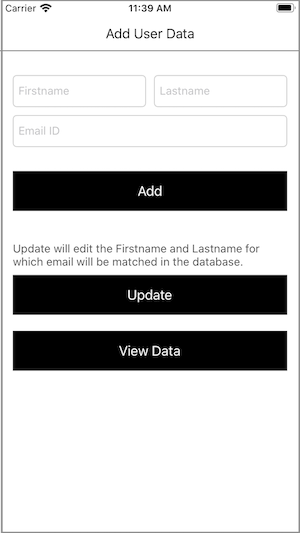 Carrier 11:39 AM
Add User Data
Firstname Lastname
Email ID
Add
Update will edit the Firstname and Lastname for
which email will be matched in the database.
Update
View Data